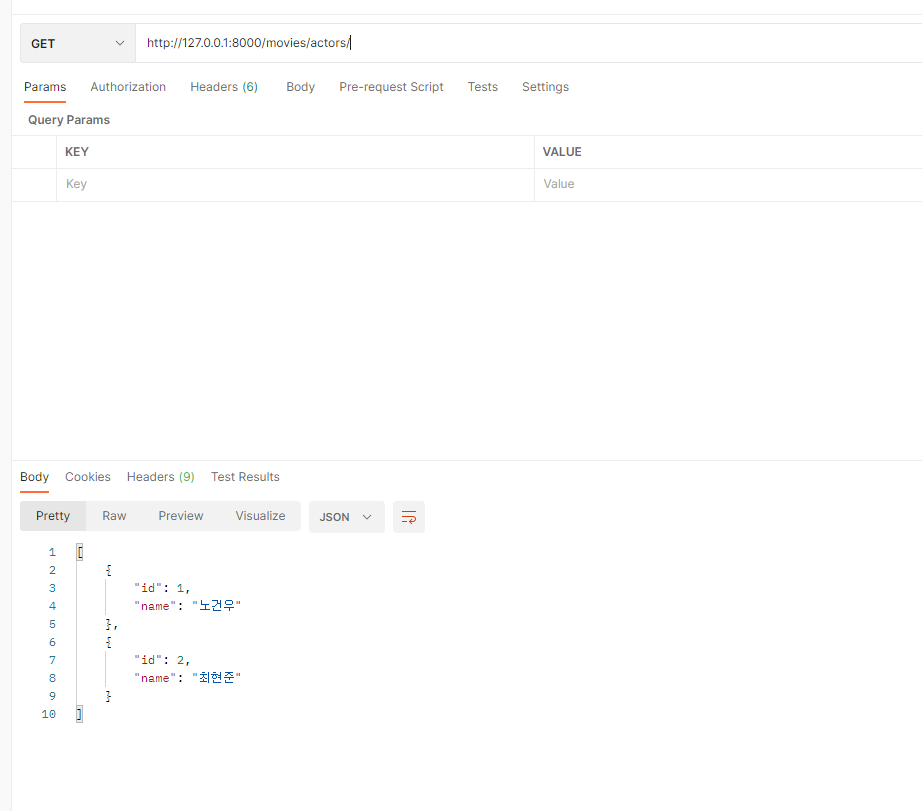 GET http://127.0.0.1:8000/movies/actors/
Params Authorization Headers (6) Body Pre-request Script Tests Settings
Query Params
KEY VALUE
Key Value
Body Cookies Headers (9) Test Results
Pretty Raw Preview Visualize JSON
1 [
2 {
3 "id": 1,
4 "name": "노건우"
5 },
6 {
7 "id": 2,
8 "name": "최현준"
9 }
10 ]